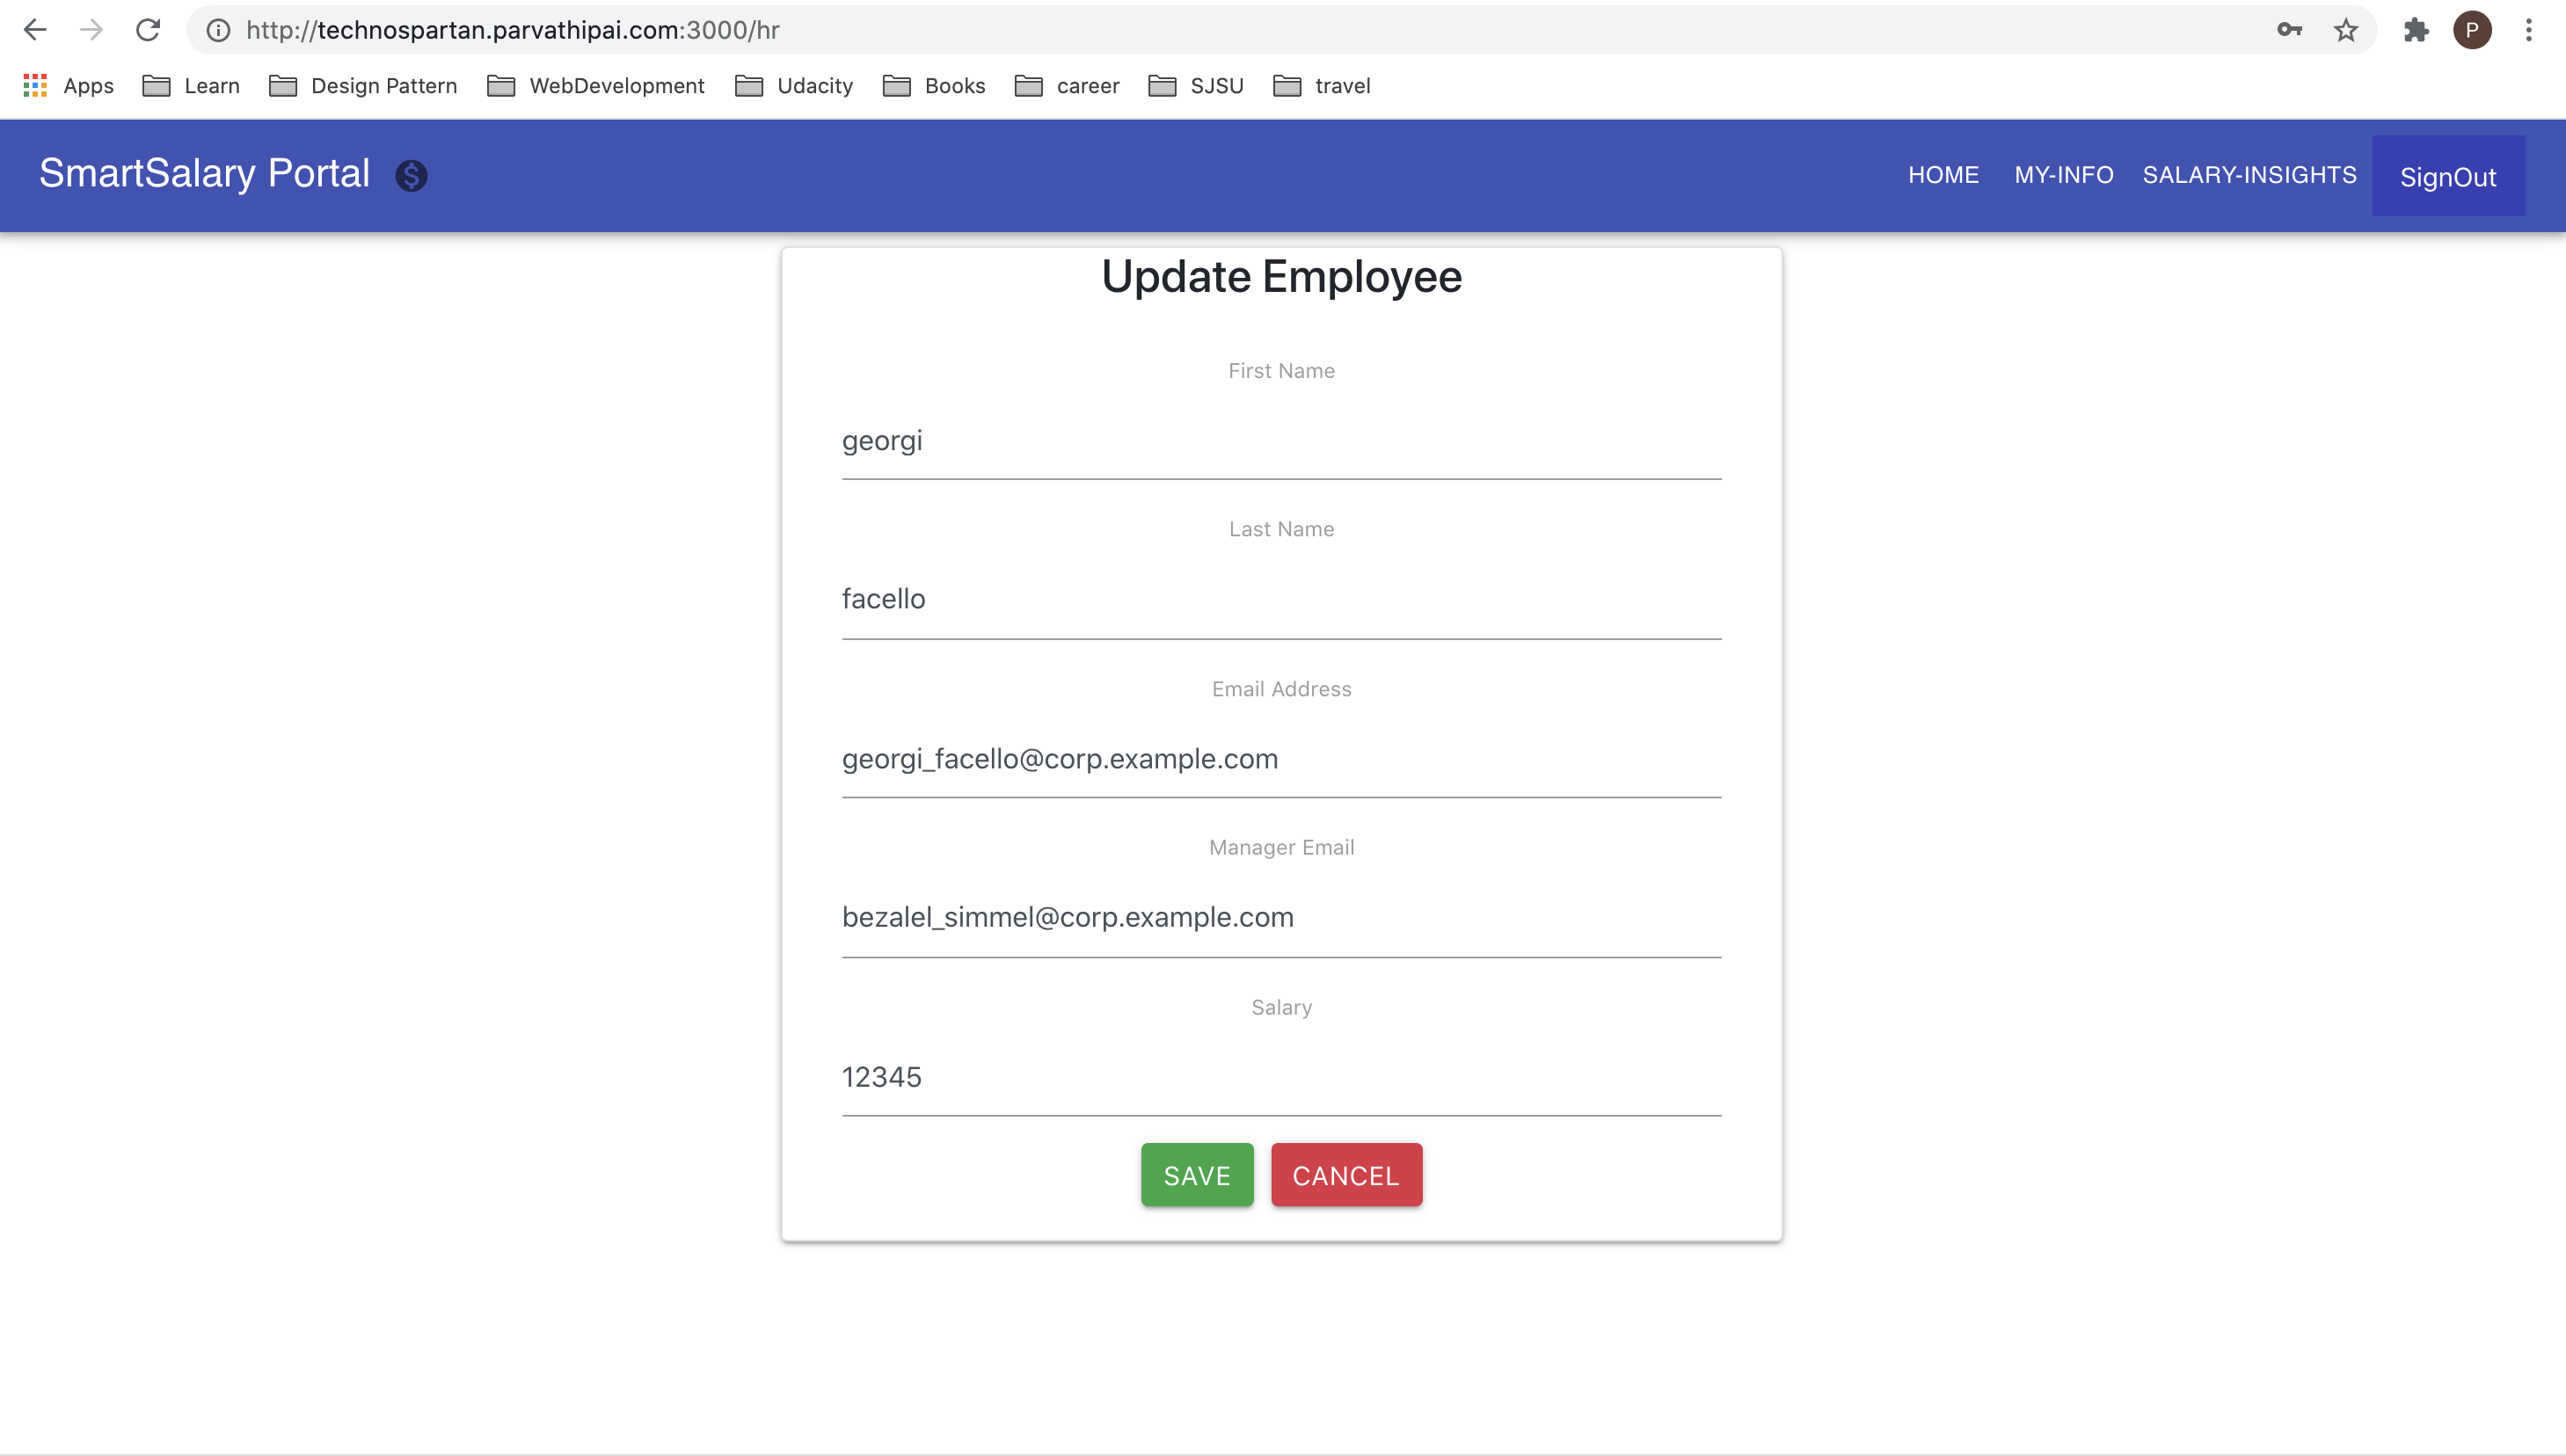 http://technospartan.parvathipai.com:3000/hr
P
Apps Learn Design Pattern WebDevelopment Udacity Books career SJSU travel
SmartSalary Portal $ HOME MY-INFO SALARY-INSIGHTS SignOut
Update Employee
First Name
georgi
Last Name
facello
Email Address
georgi_facello@corp.example.com
Manager Email
bezalel_simmel@corp.example.com
Salary
12345
SAVE CANCEL